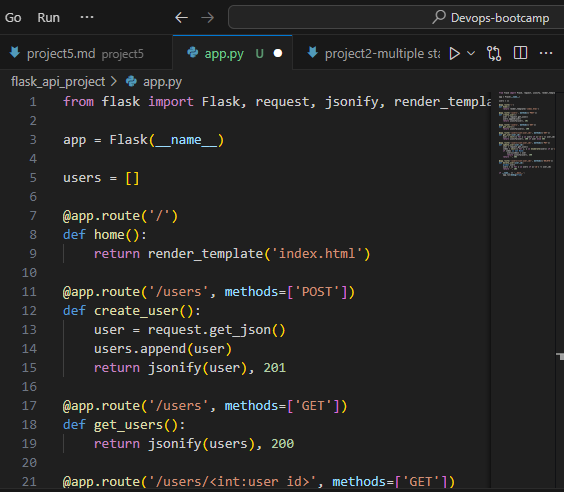 Go Run ··· Devops-bootcamp
project5.md project5 app.py U project2-multiple sta
flask_api_project > app.py
1 from flask import Flask, request, jsonify, render_templa
2
3 app = Flask(__name__)
4
5 users = []
6
7 @app.route('/')
8 def home():
9 return render_template('index.html')
10
11 @app.route('/users', methods=['POST'])
12 def create_user():
13 user = request.get_json()
14 users.append(user)
15 return jsonify(user), 201
16
17 @app.route('/users', methods=['GET'])
18 def get_users():
19 return jsonify(users), 200
20
21 @app.route('/users/<int:user_id>', methods=['GET'])